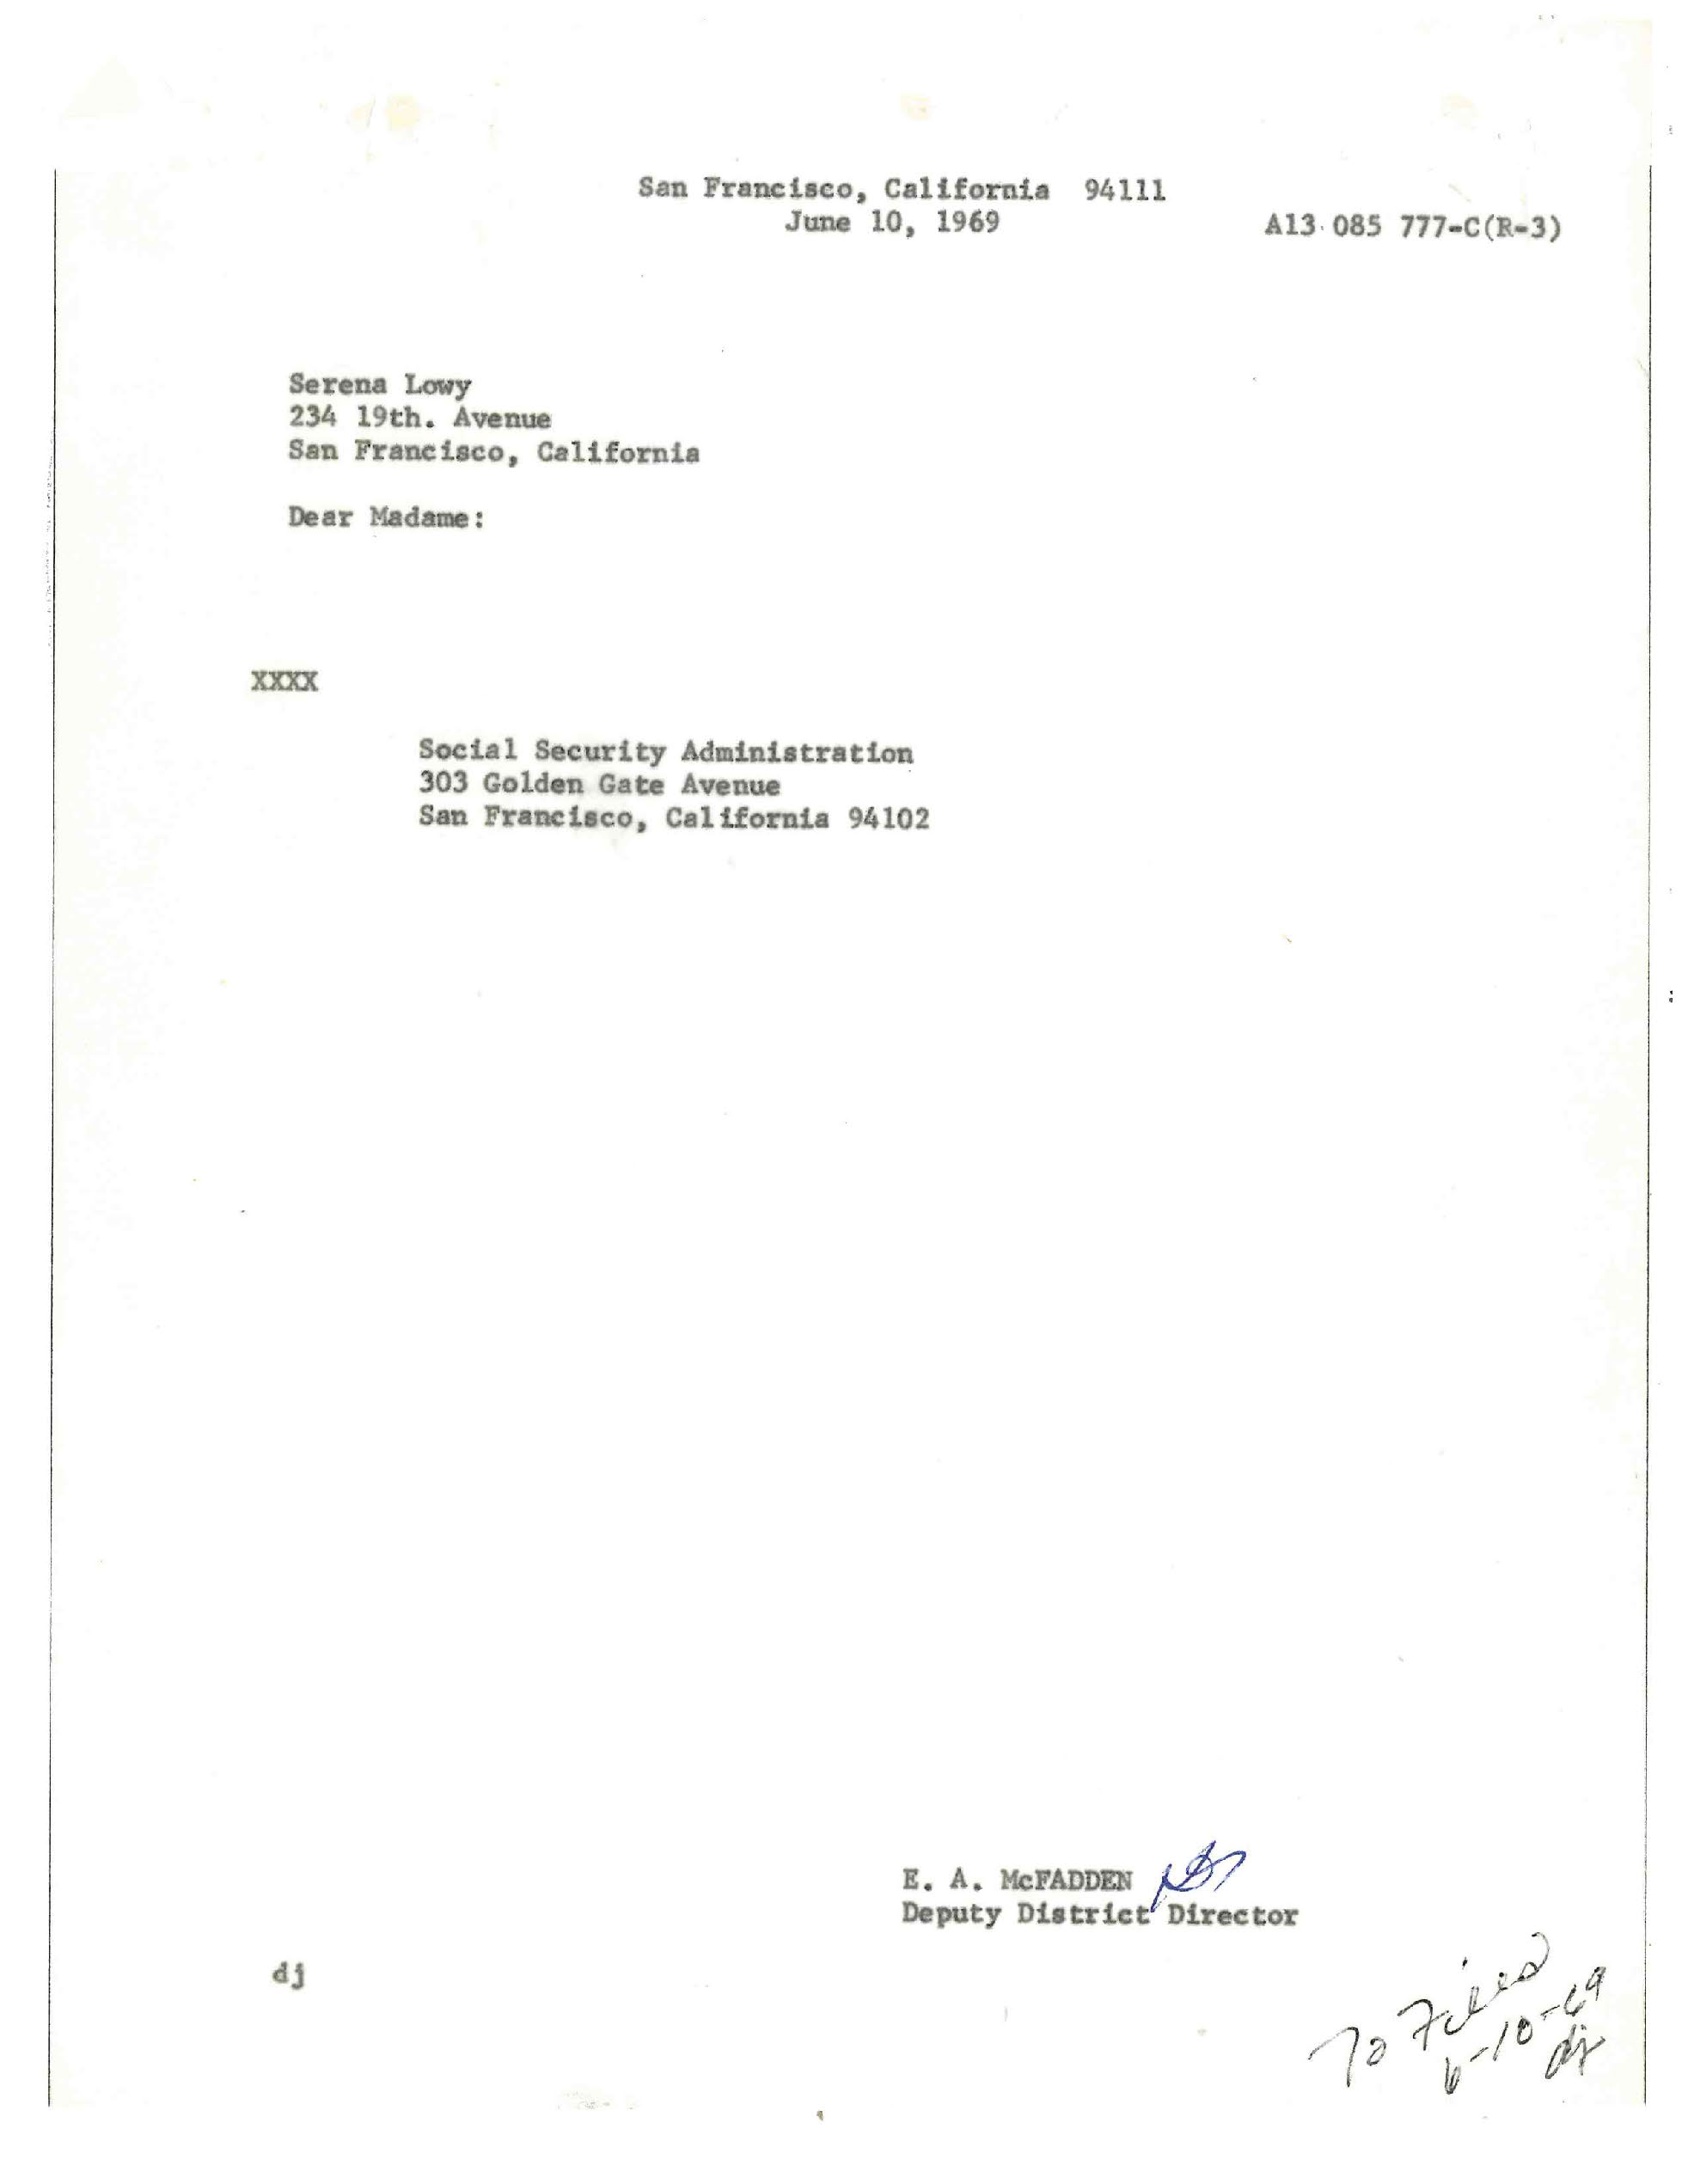 San Francisco, California 94111
June 10, 1969
A13 085 777-C(R-3)
Serena Lowy
234 19th. Avenue
San Francisco, California
Dear Madame:
XXXX
Social Security Administration
303 Golden Gate Avenue
San Francisco, California 94102
E. A. McFADDEN
Deputy District Director
dj
To Files
6-10-69
dj